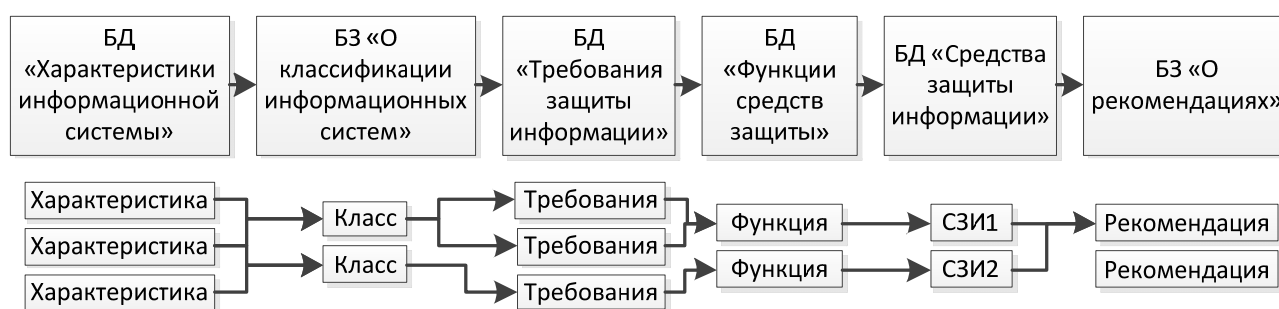 БД
«Характеристики
информационной
системы»
БЗ «О
классификации
информационных
систем»
БД
«Требования
защиты
информации»
БД
«Функции
средств
защиты»
БД «Средства
защиты
информации»
БЗ «О
рекомендациях»
Характеристика
Характеристика
Характеристика
Класс
Класс
Требования
Требования
Требования
Функция
Функция
СЗИ1
СЗИ2
Рекомендация
Рекомендация